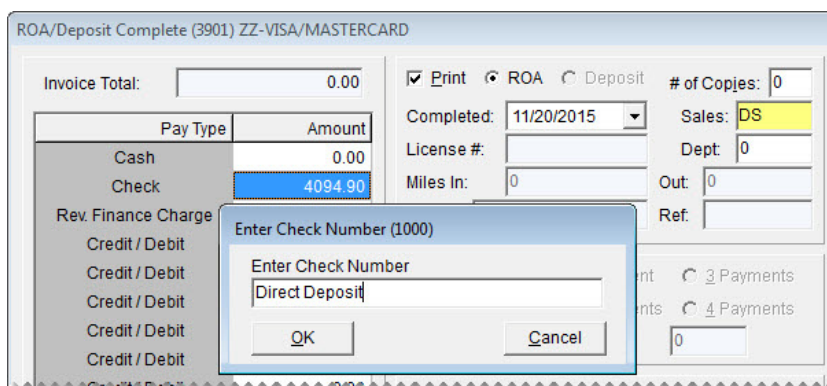 ROA/Deposit Complete (3901) ZZ-VISA/MASTERCARD
Invoice Total: 0.00
Print ROA Deposit # of Copies: 0
Completed: 11/20/2015 Sales: DS
License #: Dept: 0
Miles In: 0 Out: 0
Ref:
Pay Type Amount
Cash 0.00
Check 4094.90
Rev. Finance Charge
Credit / Debit
Credit / Debit
Credit / Debit
Credit / Debit
Credit / Debit
Enter Check Number (1000)
Enter Check Number
Direct Deposit
OK Cancel
3 Payments
4 Payments
0